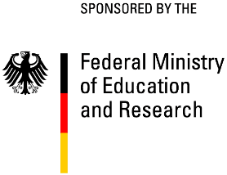 SPONSORED BY THE
Federal Ministry
of Education
and Research